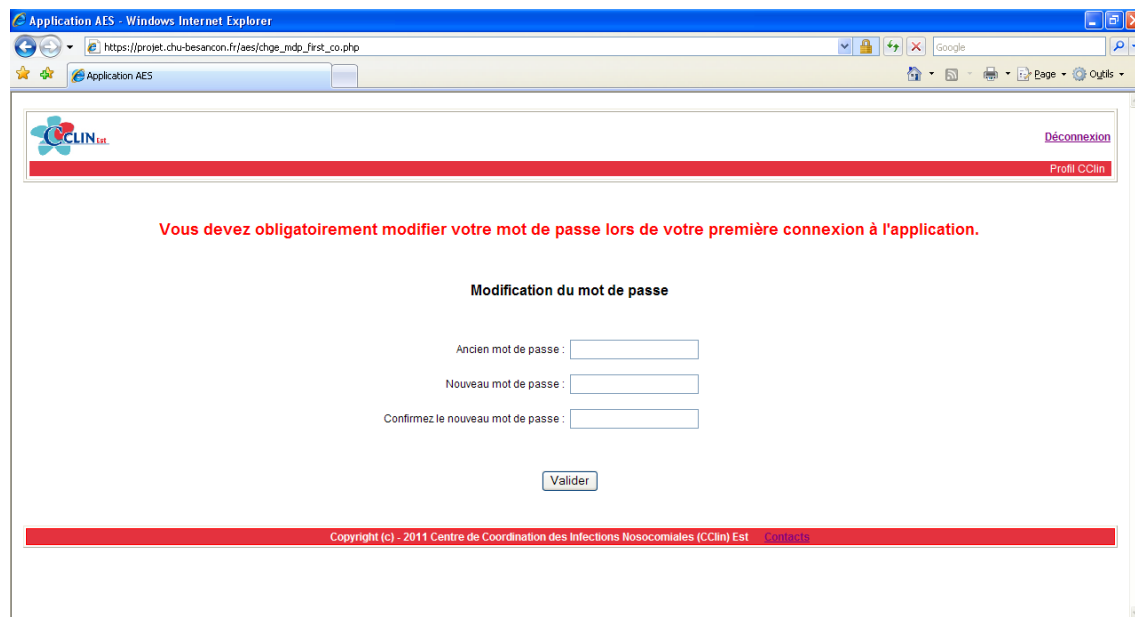 Application AES - Windows Internet Explorer
https://projet.chu-besancon.fr/aes/chge_mdp_first_co.php
Google
Application AES
Page
Outils
CCLIN Est
Déconnexion
Profil CClin
Vous devez obligatoirement modifier votre mot de passe lors de votre première connexion à l'application.
Modification du mot de passe
Ancien mot de passe :
Nouveau mot de passe :
Confirmez le nouveau mot de passe :
Valider
Copyright (c) - 2011 Centre de Coordination des Infections Nosocomiales (CClin) Est Contacts